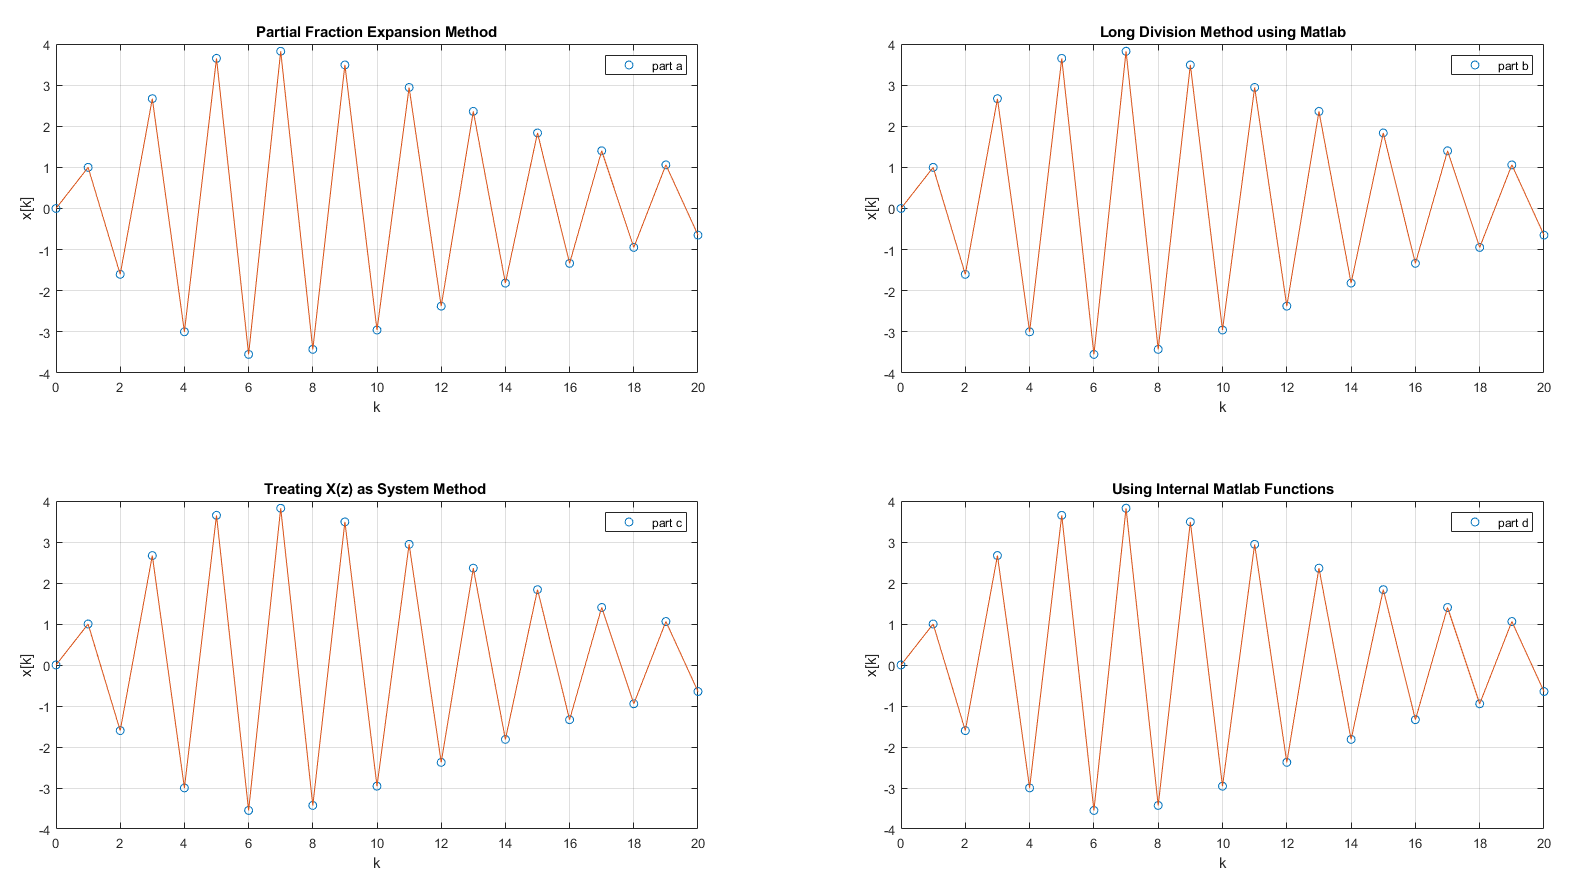 Partial Fraction Expansion Method
4
3
2
1
0
-1
-2
-3
-4
x[k]
part a
0 2 4 6 8 10 12 14 16 18 20
k
Long Division Method using Matlab
4
3
2
1
0
-1
-2
-3
-4
x[k]
part b
0 2 4 6 8 10 12 14 16 18 20
k
Treating X(z) as System Method
4
3
2
1
0
-1
-2
-3
-4
x[k]
part c
0 2 4 6 8 10 12 14 16 18 20
k
Using Internal Matlab Functions
4
3
2
1
0
-1
-2
-3
-4
x[k]
part d
0 2 4 6 8 10 12 14 16 18 20
k